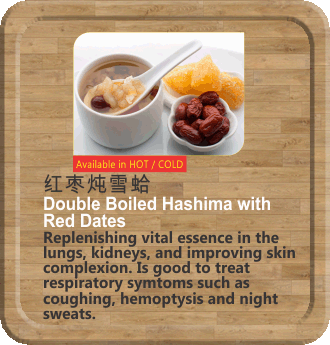 Available in HOT / COLD
红枣炖雪蛤
Double Boiled Hashima with
Red Dates
Replenishing vital essence in the
lungs, kidneys, and improving skin
complexion. Is good to treat
respiratory symtoms such as
coughing, hemoptysis and night
sweats.